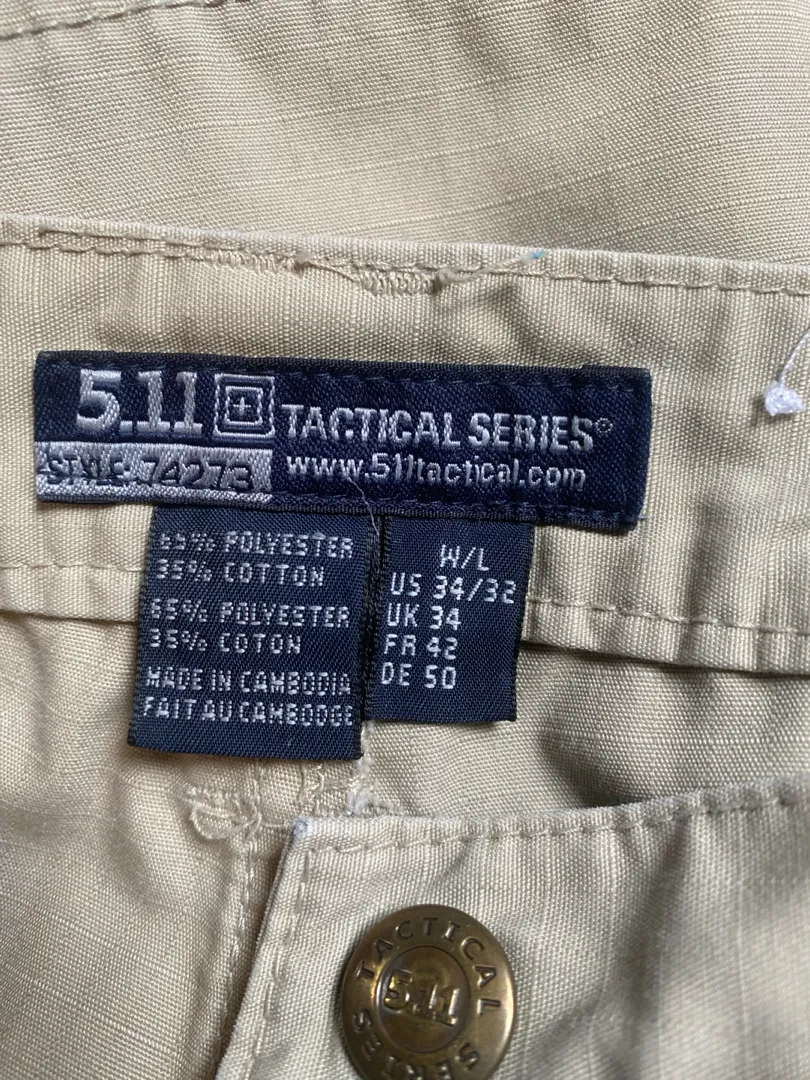 5.11 TACTICAL SERIES®
www.511tactical.com
STYLE: 74273
65% POLYESTER
35% COTTON
65% POLYESTER
35% COTON
MADE IN CAMBODIA
FAIT AU CAMBODGE
W/L
US 34/32
UK 34
FR 42
DE 50
TACTICAL
5.11
SERIES